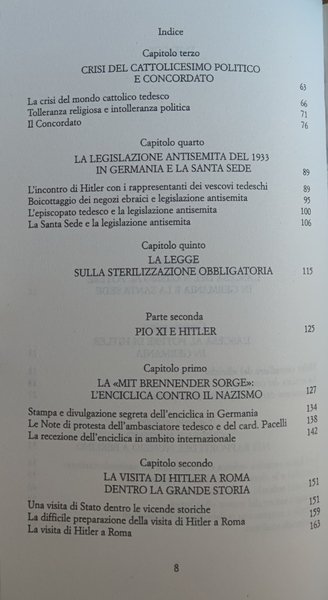 Indice
Capitolo terzo
CRISI DEL CATTOLICESIMO POLITICO
E CONCORDATO 63
La crisi del mondo cattolico tedesco 66
Tolleranza religiosa e intolleranza politica 71
Il Concordato 76
Capitolo quarto
LA LEGISLAZIONE ANTISEMITA DEL 1933
IN GERMANIA E LA SANTA SEDE 89
L'incontro di Hitler con i rappresentanti dei vescovi tedeschi 89
Boicottaggio dei negozi ebraici e legislazione antisemita 95
L'episcopato tedesco e la legislazione antisemita 100
La Santa Sede e la legislazione antisemita 106
Capitolo quinto
LA LEGGE
SULLA STERILIZZAZIONE OBBLIGATORIA 115
Parte seconda
PIO XI E HITLER 125
Capitolo primo
LA «MIT BRENNENDER SORGE»:
L'ENCICLICA CONTRO IL NAZISMO 127
Stampa e divulgazione segreta dell'enciclica in Germania 134
Le Note di protesta dell'ambasciatore tedesco e del card. Pacelli 138
La recezione dell'enciclica in ambito internazionale 142
Capitolo secondo
LA VISITA DI HITLER A ROMA
DENTRO LA GRANDE STORIA 151
Una visita di Stato dentro le vicende storiche 151
La difficile preparazione della visita di Hitler a Roma 159
La visita di Hitler a Roma 163
8